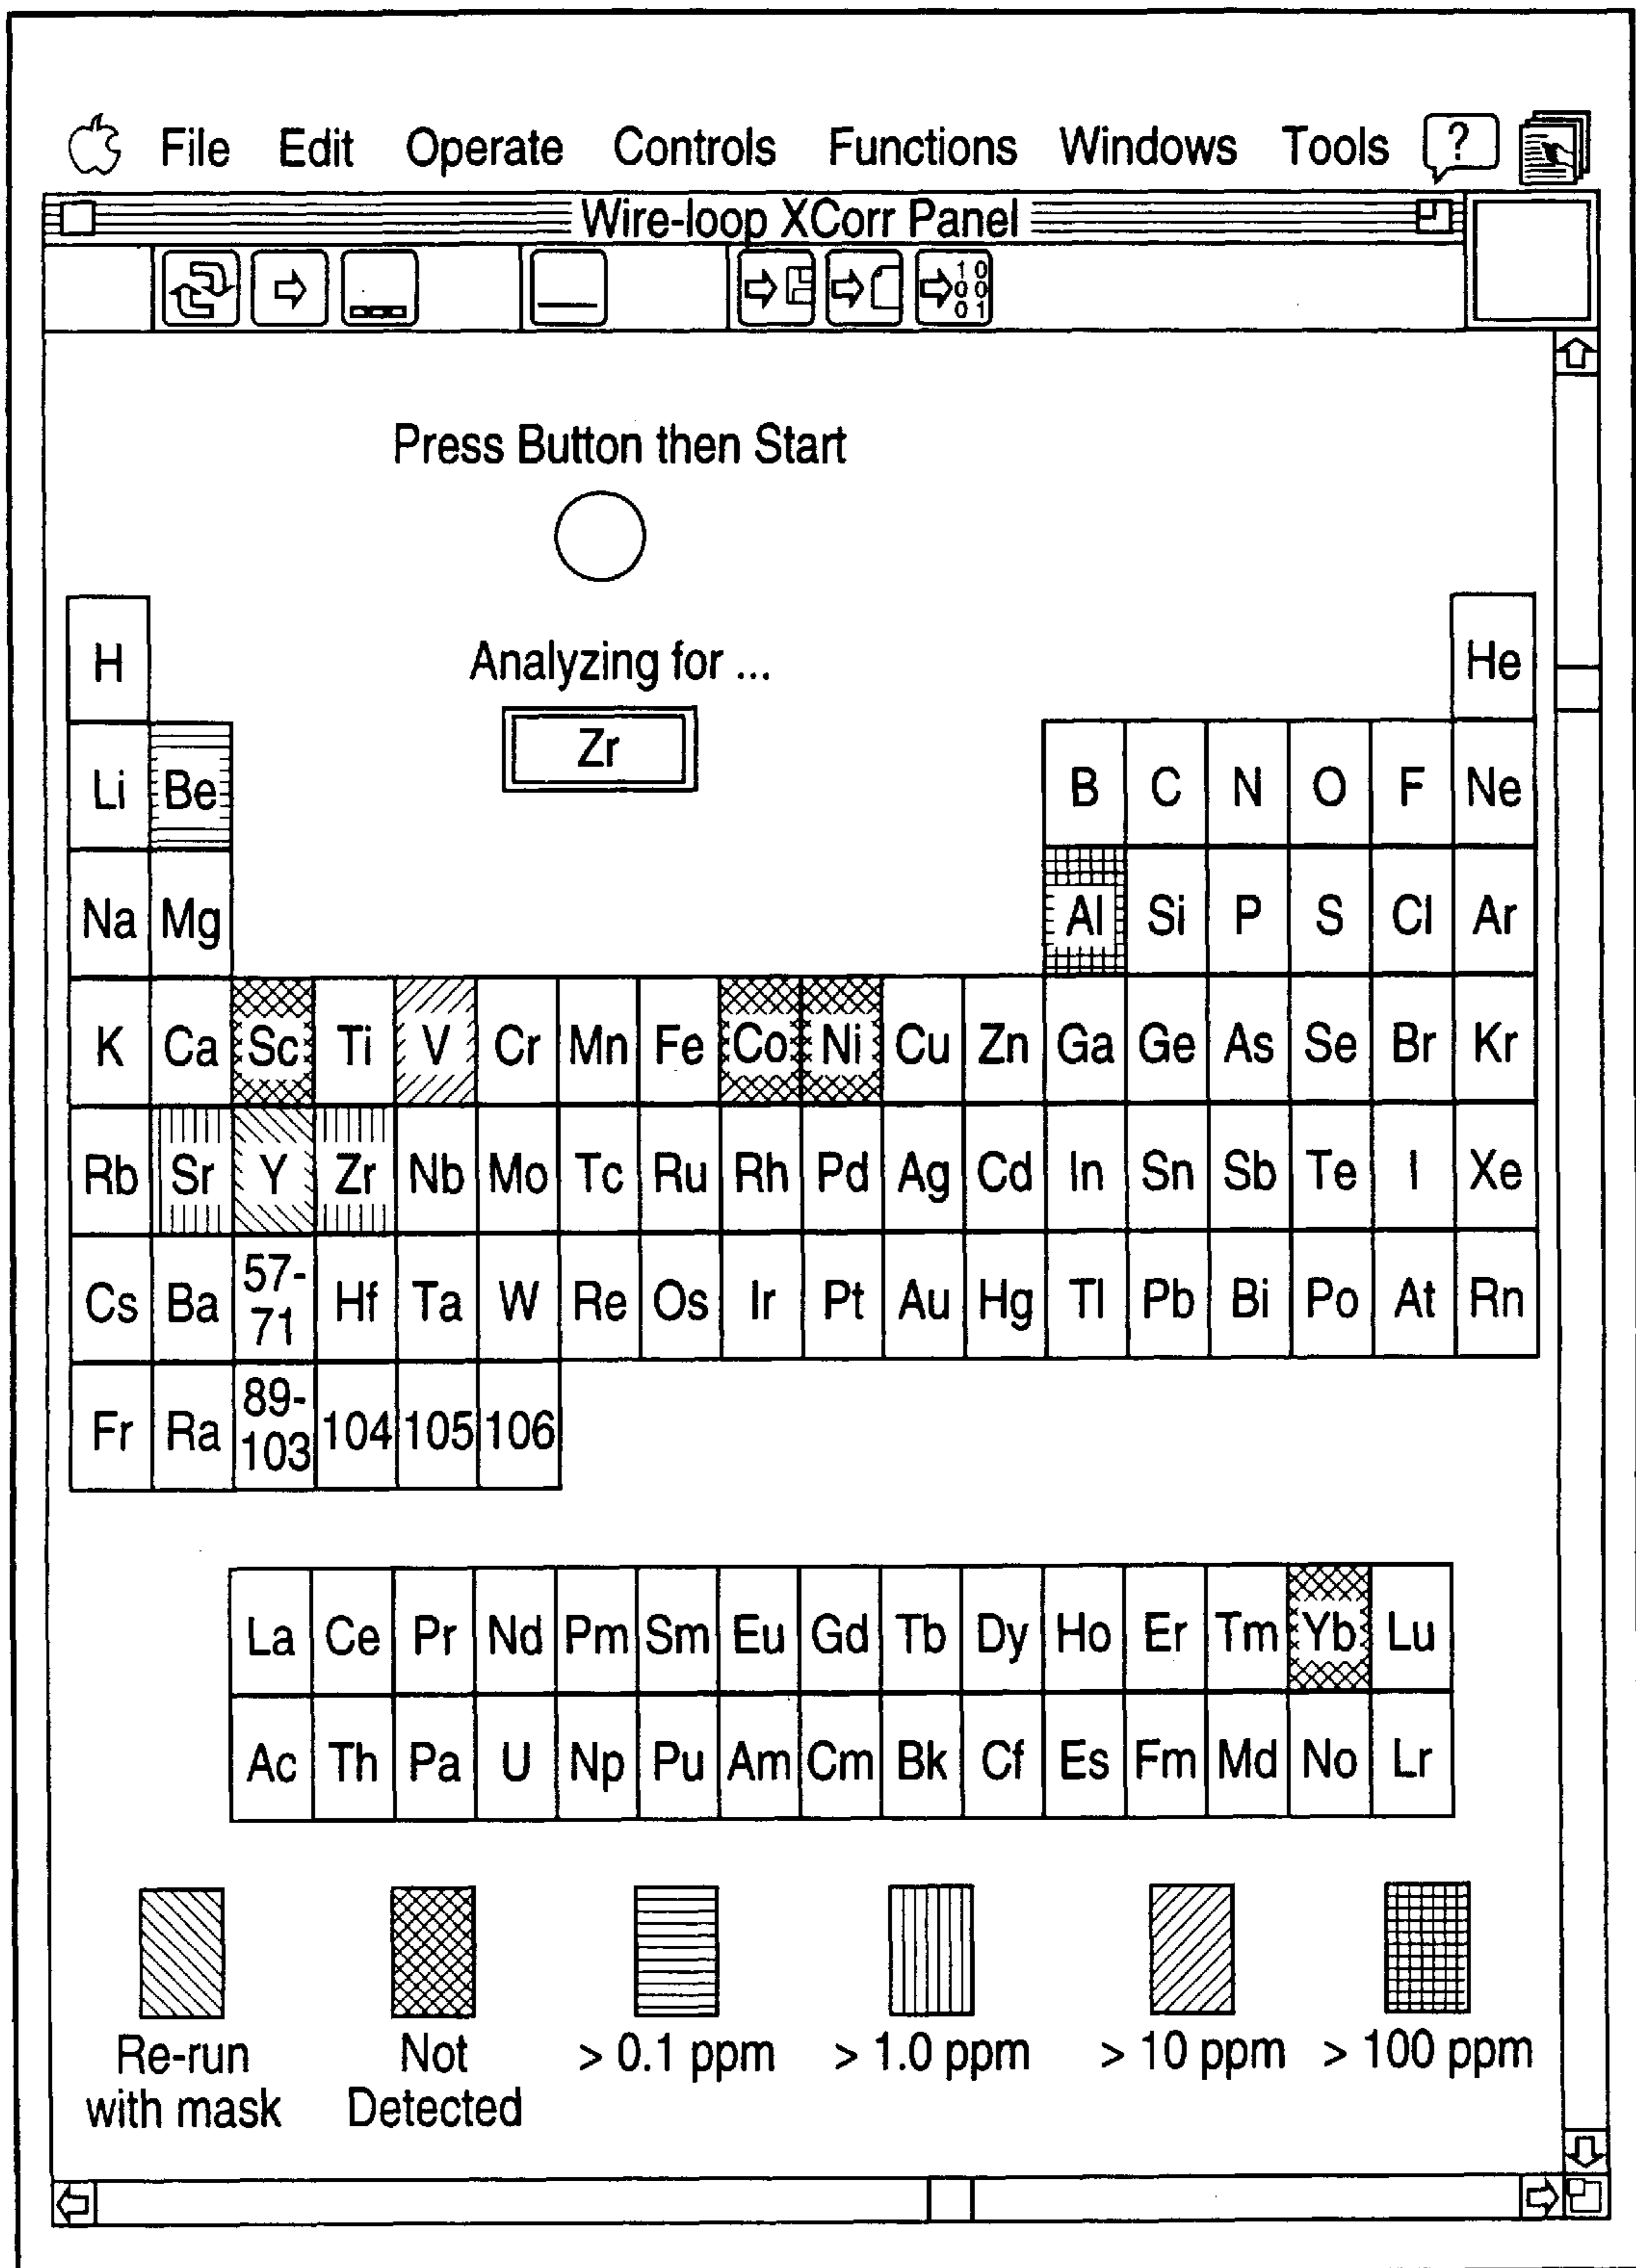 File Edit Operate Controls Functions Windows Tools ?
Wire-loop XCorr Panel
1 0
0 0
0 1
Press Button then Start
Analyzing for ...
Zr
H He
Li Be B C N O F Ne
Na Mg Al Si P S Cl Ar
K Ca Sc Ti V Cr Mn Fe Co Ni Cu Zn Ga Ge As Se Br Kr
Rb Sr Y Zr Nb Mo Tc Ru Rh Pd Ag Cd In Sn Sb Te I Xe
Cs Ba 57-71 Hf Ta W Re Os Ir Pt Au Hg Tl Pb Bi Po At Rn
Fr Ra 89-103 104 105 106
La Ce Pr Nd Pm Sm Eu Gd Tb Dy Ho Er Tm Yb Lu
Ac Th Pa U Np Pu Am Cm Bk Cf Es Fm Md No Lr
Re-run with mask
Not Detected
> 0.1 ppm
> 1.0 ppm
> 10 ppm
> 100 ppm